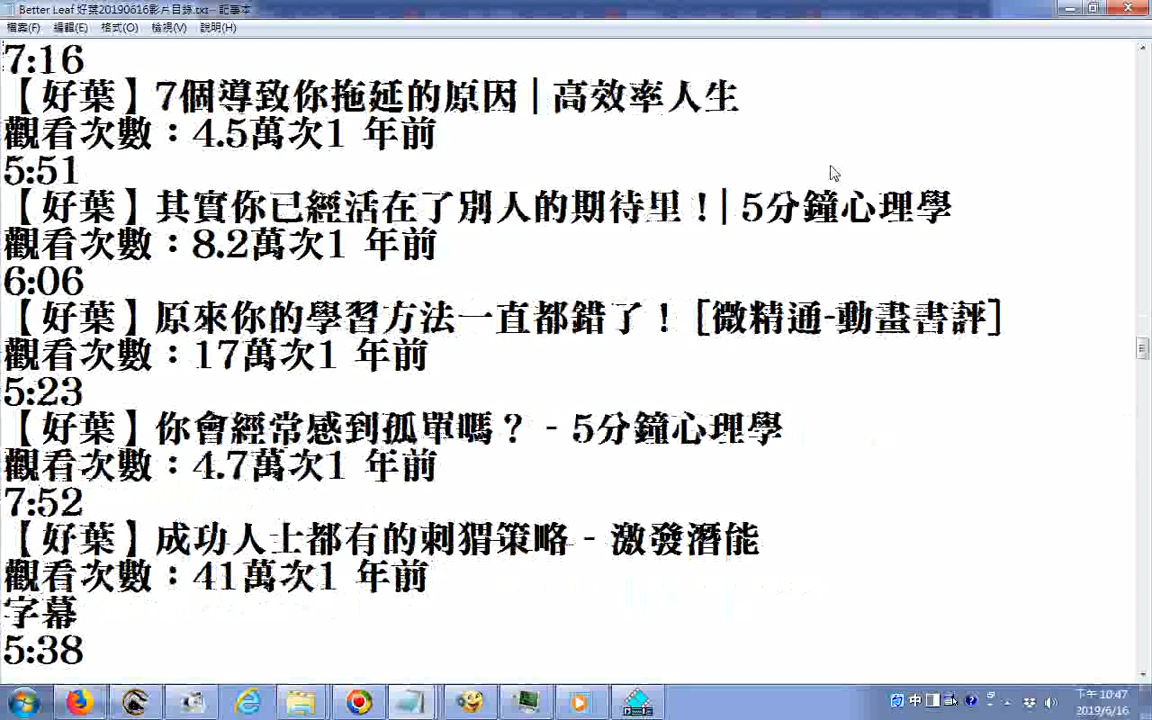 Better Leaf 好葉20190616影片目錄.txt - 記事本
檔案(F) 編輯(E) 格式(O) 檢視(V) 說明(H)
7:16
【好葉】7個導致你拖延的原因 | 高效率人生
觀看次數：4.5萬次1 年前
5:51
【好葉】其實你已經活在了別人的期待里！| 5分鐘心理學
觀看次數：8.2萬次1 年前
6:06
【好葉】原來你的學習方法一直都錯了！ [微精通-動畫書評]
觀看次數：17萬次1 年前
5:23
【好葉】你會經常感到孤單嗎？ - 5分鐘心理學
觀看次數：4.7萬次1 年前
7:52
【好葉】成功人士都有的刺猬策略 - 激發潛能
觀看次數：41萬次1 年前
字幕
5:38
中
下午 10:47
2019/6/16